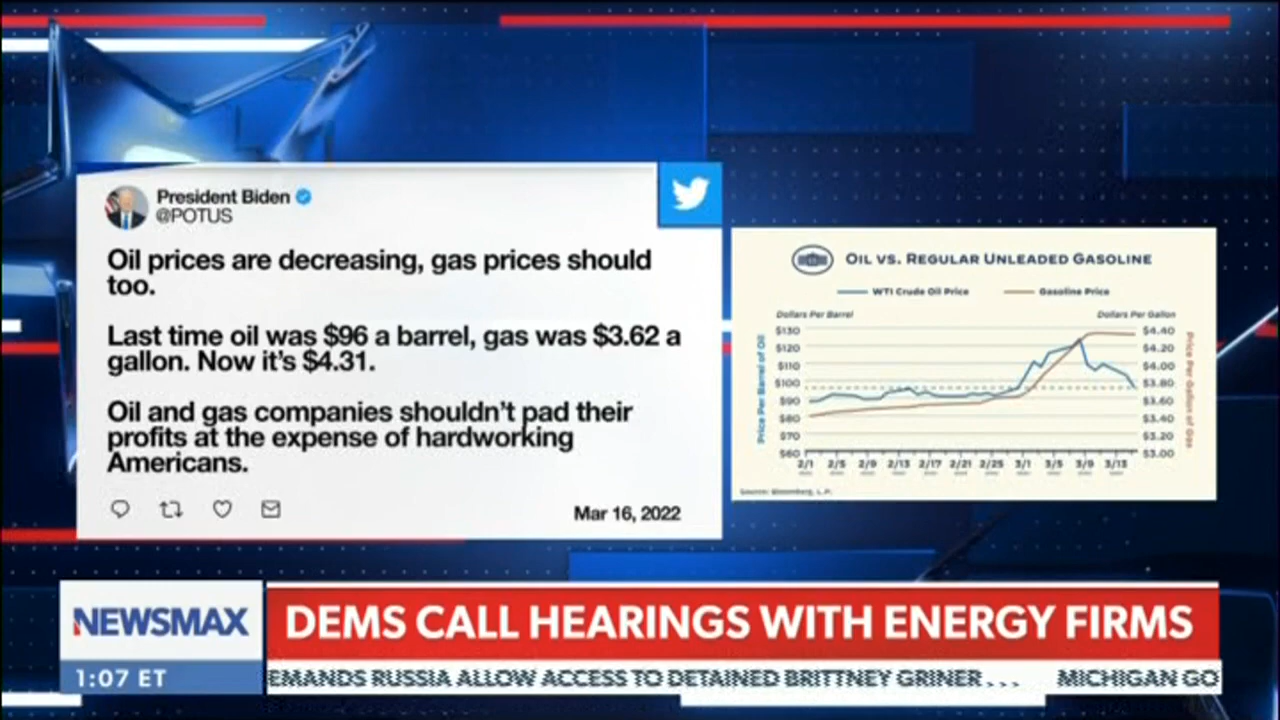 President Biden
@POTUS
Oil prices are decreasing, gas prices should
too.
Last time oil was $96 a barrel, gas was $3.62 a
gallon. Now it's $4.31.
Oil and gas companies shouldn't pad their
profits at the expense of hardworking
Americans.
Mar 16, 2022
OIL VS. REGULAR UNLEADED GASOLINE
WTI Crude Oil Price
Gasoline Price
Dollars Per Barrel
Dollars Per Gallon
Price Per Barrel of Oil
$130
$120
$110
$100
$90
$80
$70
$60
$4.40
$4.20
$4.00
$3.80
$3.60
$3.40
$3.20
$3.00
Price Per Gallon of Gas
2/1 2/5 2/9 2/13 2/17 2/21 2/25 3/1 3/5 3/9 3/13
Source: Bloomberg, L.P.
NEWSMAX
DEMS CALL HEARINGS WITH ENERGY FIRMS
1:07 ET
EMANDS RUSSIA ALLOW ACCESS TO DETAINED BRITTNEY GRINER . . . MICHIGAN GO